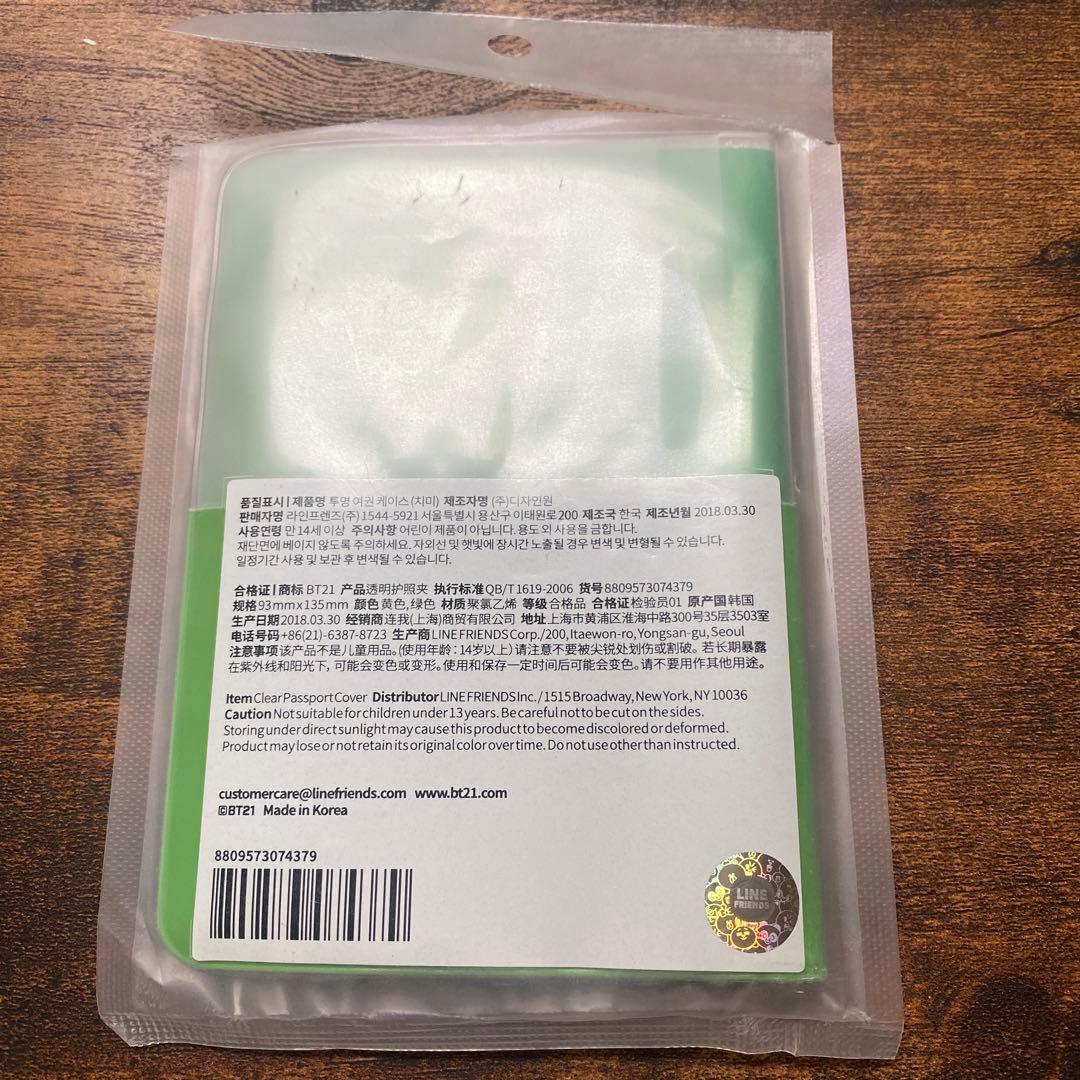 품질표시 | 제품명 투명 여권 케이스 (치미) 제조자명 (주)디자인원
판매자명 라인프렌즈(주) 1544-5921 서울특별시 용산구 이태원로 200 제조국 한국 제조년월 2018.03.30
사용연령 만 14세 이상 주의사항 어린이 제품이 아닙니다. 용도 외 사용을 금합니다.
재단면에 베이지 않도록 주의하세요. 자외선 및 햇빛에 장시간 노출될 경우 변색 및 변형될 수 있습니다.
일정기간 사용 및 보관 후 변색될 수 있습니다.
合格证 | 商标 BT21 产品 透明护照夹 执行标准 QB/T 1619-2006 货号 8809573074379
规格 93mm x 135mm 颜色 黄色, 绿色 材质 聚氯乙烯 等级 合格品 合格证 检验员01 原产国 韩国
生产日期 2018.03.30 经销商 连我(上海)商贸有限公司 地址 上海市黄浦区淮海中路300号35层3503室
电话号码 +86(21)-6387-8723 生产商 LINE FRIENDS Corp./200, Itaewon-ro, Yongsan-gu, Seoul
注意事项 该产品不是儿童用品。(使用年龄：14岁以上) 请注意不要被尖锐处划伤或割破。若长期暴露
在紫外线和阳光下, 可能会变色或变形。使用和保存一定时间后可能会变色。请不要用作其他用途。
Item Clear Passport Cover Distributor LINE FRIENDS Inc. / 1515 Broadway, New York, NY 10036
Caution Not suitable for children under 13 years. Be careful not to be cut on the sides.
Storing under direct sunlight may cause this product to become discolored or deformed.
Product may lose or not retain its original color over time. Do not use other than instructed.
customercare@linefriends.com www.bt21.com
©BT21 Made in Korea
8809573074379
LINE
FRIENDS